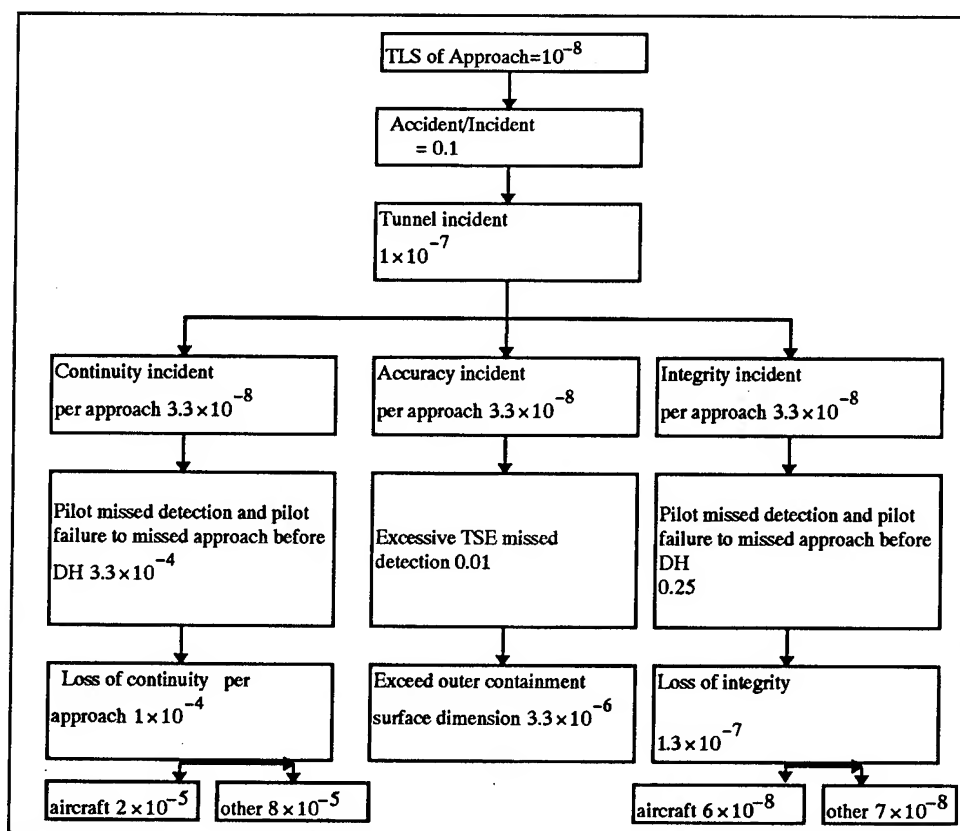 TLS of Approach=10⁻⁸
Accident/Incident
= 0.1
Tunnel incident
1×10⁻⁷
Continuity incident
per approach 3.3×10⁻⁸
Accuracy incident
per approach 3.3×10⁻⁸
Integrity incident
per approach 3.3×10⁻⁸
Pilot missed detection and pilot
failure to missed approach before
DH 3.3×10⁻⁴
Excessive TSE missed
detection 0.01
Pilot missed detection and pilot
failure to missed approach before
DH
0.25
Loss of continuity per
approach 1×10⁻⁴
Exceed outer containment
surface dimension 3.3×10⁻⁶
Loss of integrity
1.3×10⁻⁷
aircraft 2×10⁻⁵
other 8×10⁻⁵
aircraft 6×10⁻⁸
other 7×10⁻⁸